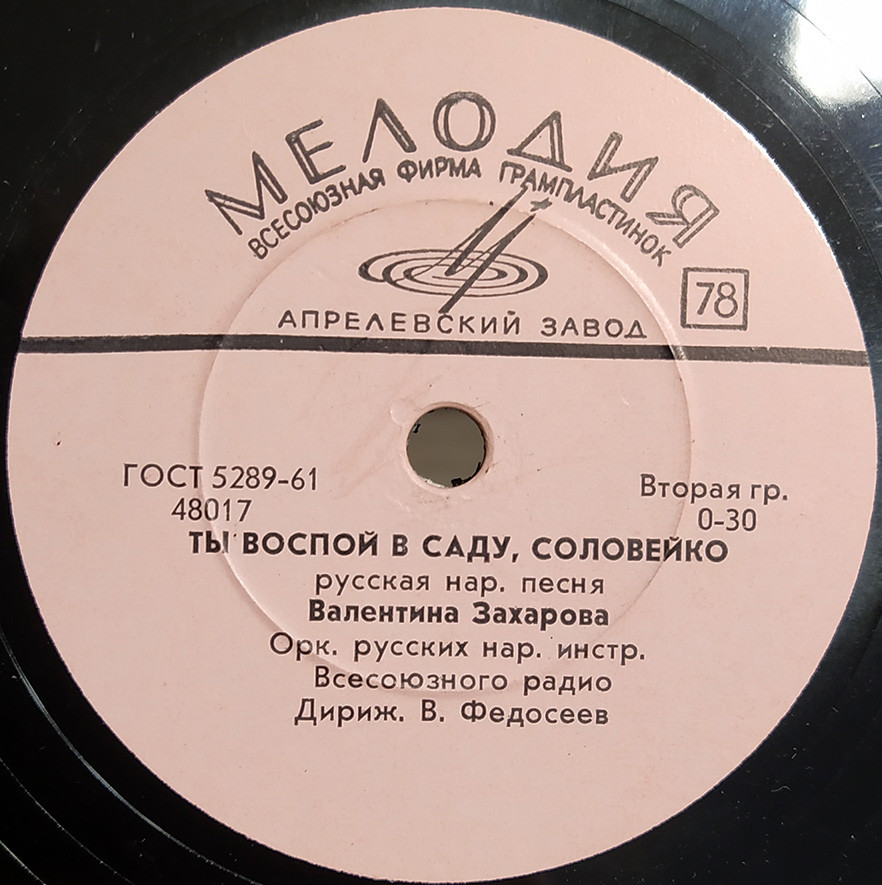 МЕЛОДИЯ
ВСЕСОЮЗНАЯ ФИРМА ГРАМПЛАСТИНОК
78
АПРЕЛЕВСКИЙ ЗАВОД
ГОСТ 5289-61
48017
Вторая гр.
0-30
ТЫ ВОСПОЙ В САДУ, СОЛОВЕЙКО
русская нар. песня
Валентина Захарова
Орк. русских нар. инстр.
Всесоюзного радио
Дириж. В. Федосеев